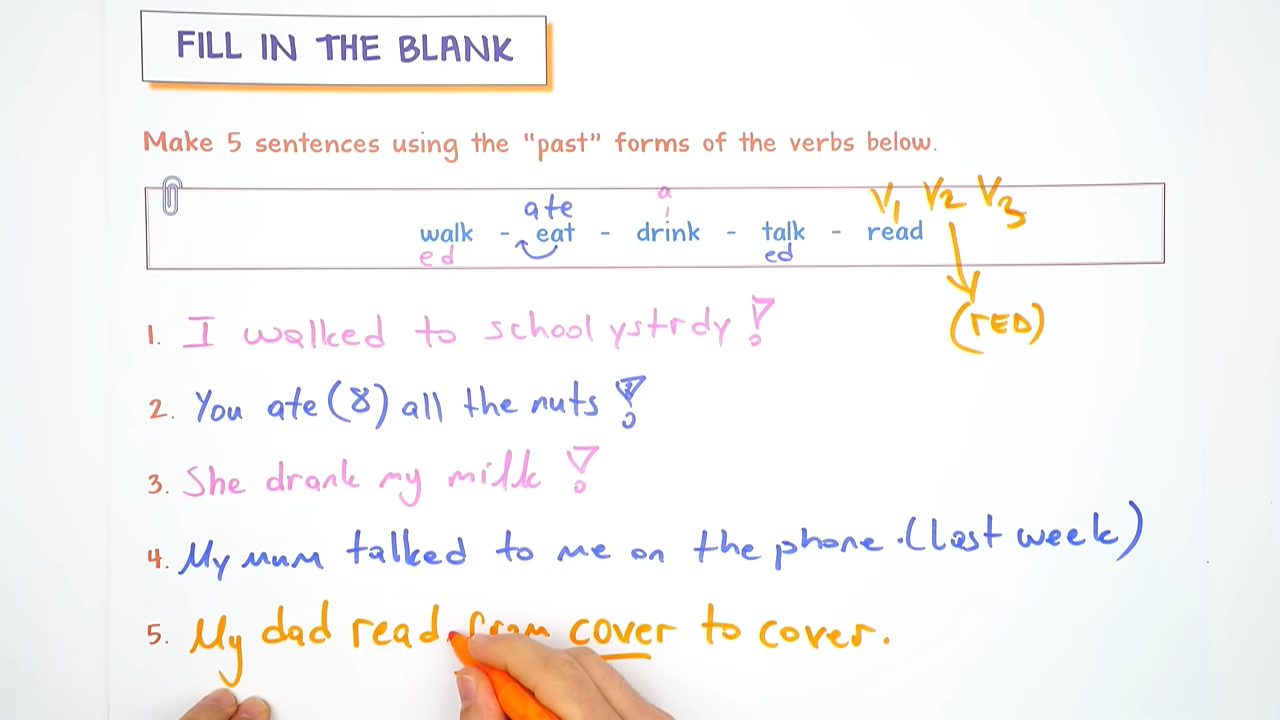 FILL IN THE BLANK
Make 5 sentences using the "past" forms of the verbs below.
V1 V2 V3
ate a
walk - eat - drink - talk - read
ed ed
(RED)
1. I walked to school ystrdy!
2. You ate (8) all the nuts!
3. She drank my milk!
4. My mum talked to me on the phone. (last week)
5. My dad read from cover to cover.